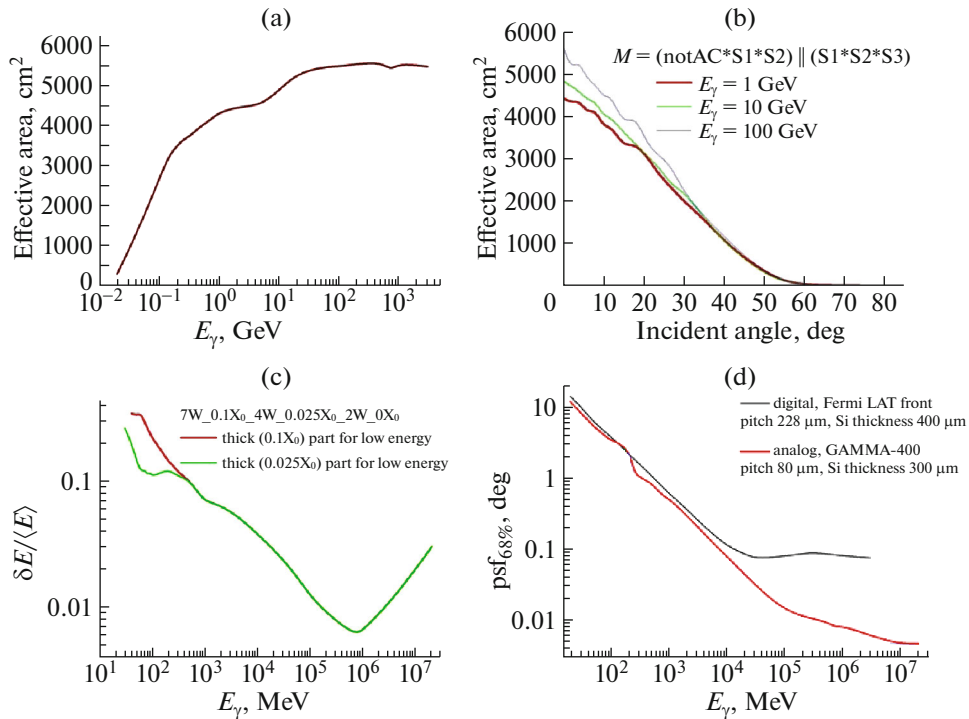 (a)
6000
5000
4000
3000
2000
1000
0
Effective area, cm²
10⁻² 10⁻¹ 10⁰ 10¹ 10² 10³
Eγ, GeV
(b)
6000
5000
4000
3000
2000
1000
Effective area, cm²
M = (notAC*S1*S2) || (S1*S2*S3)
Eγ = 1 GeV
Eγ = 10 GeV
Eγ = 100 GeV
0 10 20 30 40 50 60 70 80
Incident angle, deg
(c)
7W_0.1X₀_4W_0.025X₀_2W_0X₀
thick (0.1X₀) part for low energy
thick (0.025X₀) part for low energy
0.1
0.01
δE/⟨E⟩
10¹ 10² 10³ 10⁴ 10⁵ 10⁶ 10⁷
Eγ, MeV
(d)
digital, Fermi LAT front
pitch 228 μm, Si thickness 400 μm
analog, GAMMA-400
pitch 80 μm, Si thickness 300 μm
10
1
0.1
0.01
psf68%, deg
10² 10³ 10⁴ 10⁵ 10⁶ 10⁷
Eγ, MeV